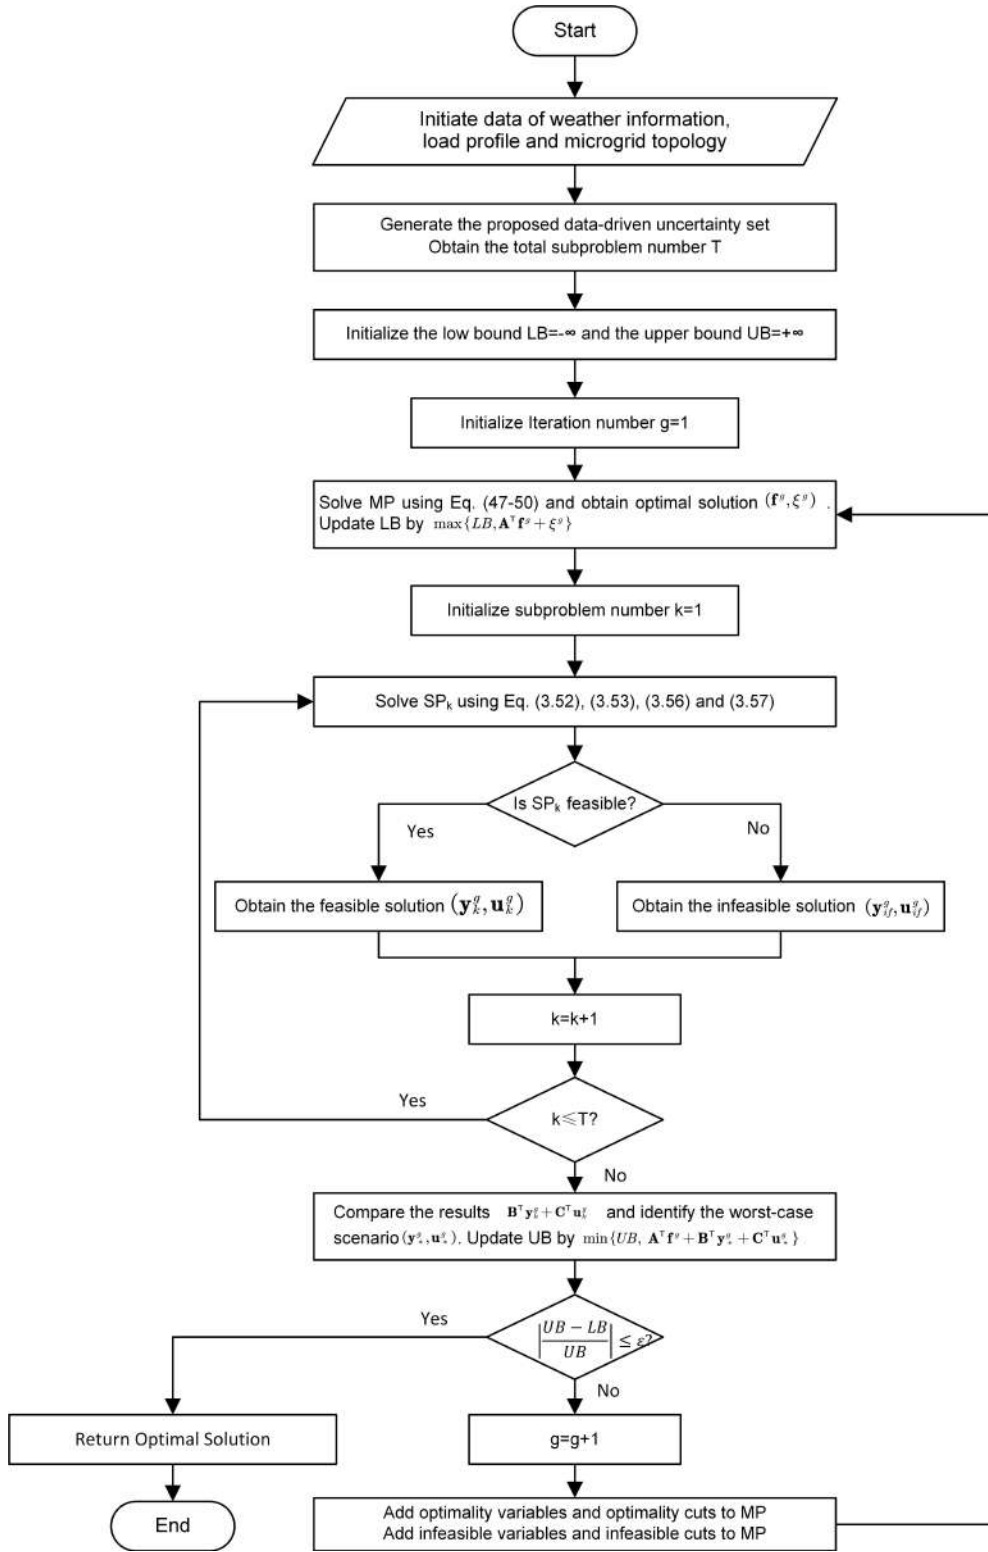 Start
Initiate data of weather information,
load profile and microgrid topology
Generate the proposed data-driven uncertainty set
Obtain the total subproblem number T
Initialize the low bound LB=-∞ and the upper bound UB=+∞
Initialize Iteration number g=1
Solve MP using Eq. (47-50) and obtain optimal solution (f^g, ξ^g) .
Update LB by max{LB, A^T f^g + ξ^g}
Initialize subproblem number k=1
Solve SP_k using Eq. (3.52), (3.53), (3.56) and (3.57)
Is SP_k feasible?
Yes
No
Obtain the feasible solution (y_k^g, u_k^g)
Obtain the infeasible solution (y_if^g, u_if^g)
k=k+1
Yes
k⩽T?
No
Compare the results B^T y_k^g + C^T u_k^g and identify the worst-case
scenario (y_*^g, u_*^g). Update UB by min{UB, A^T f^g + B^T y_*^g + C^T u_*^g}
Yes
|(UB − LB)/UB| ≤ ε?
No
Return Optimal Solution
g=g+1
End
Add optimality variables and optimality cuts to MP
Add infeasible variables and infeasible cuts to MP